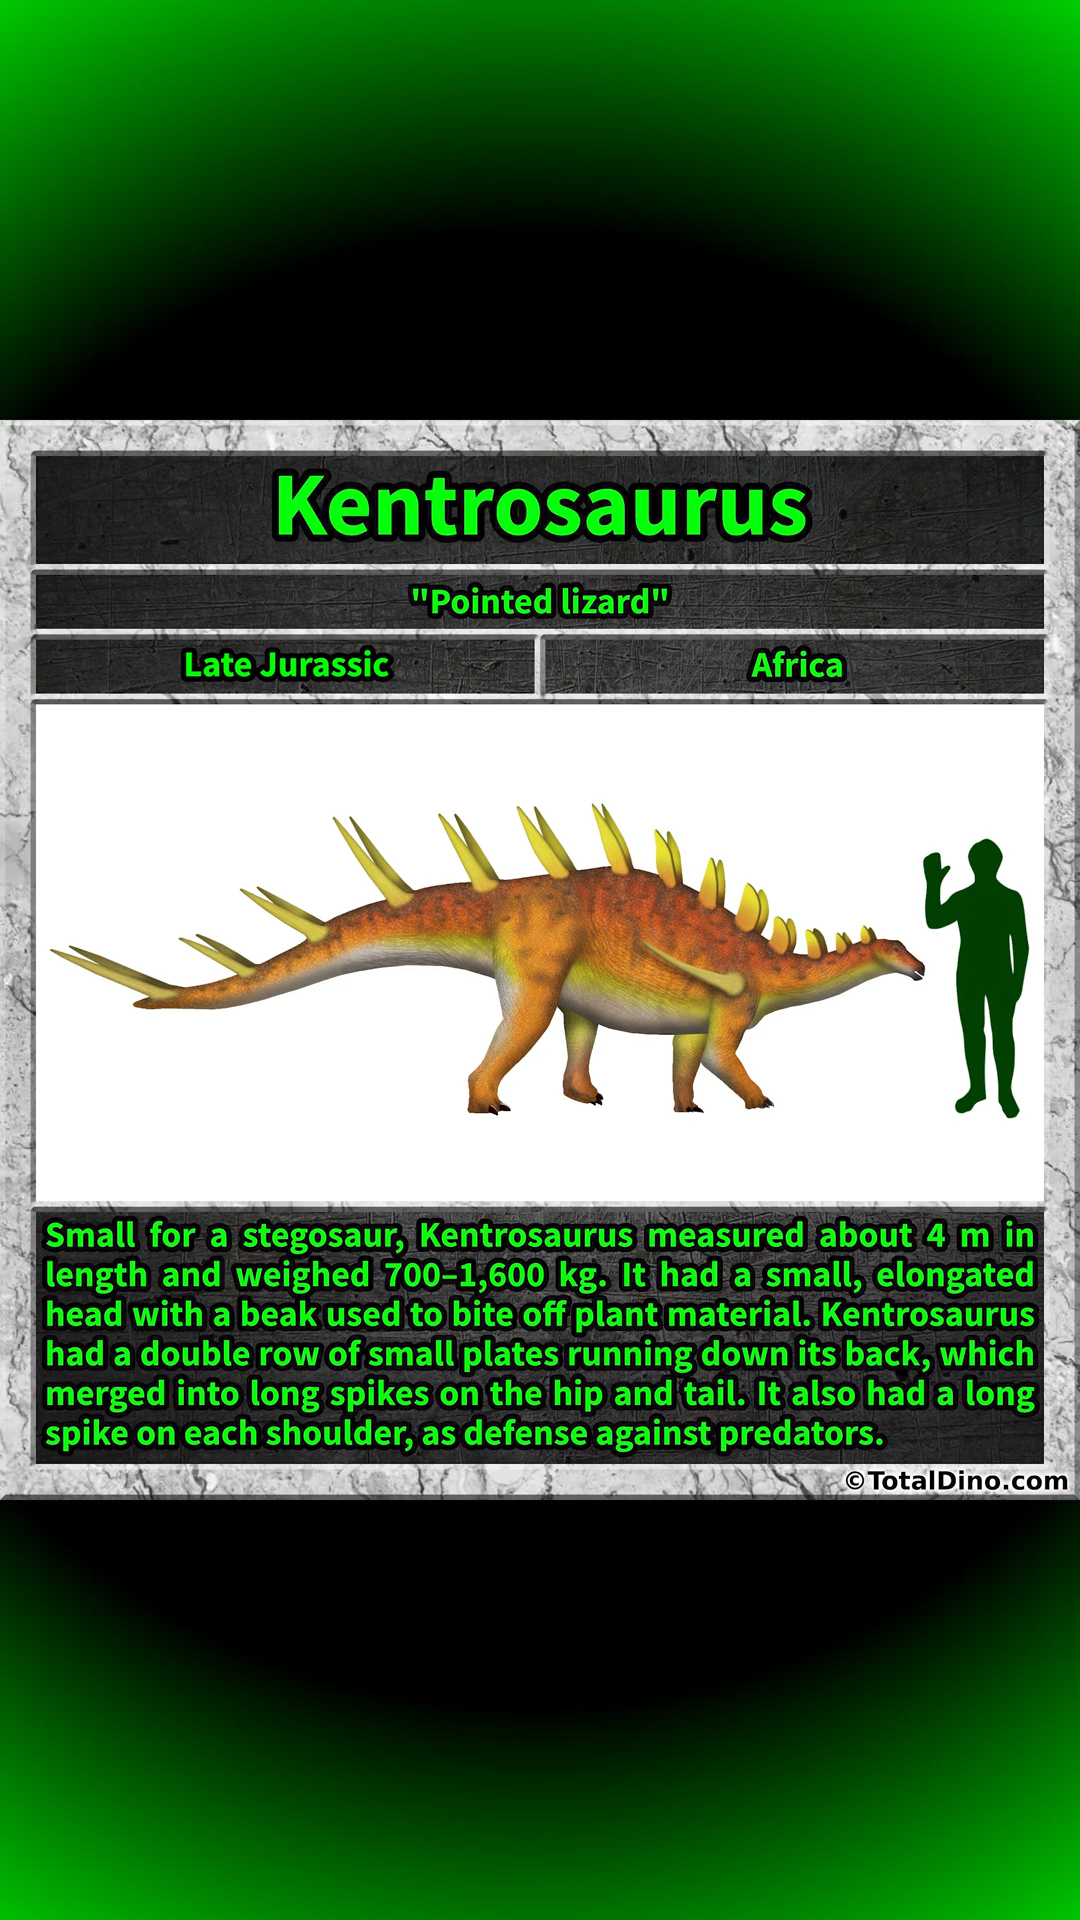 Kentrosaurus
"Pointed lizard"
Late Jurassic
Africa
Small for a stegosaur, Kentrosaurus measured about 4 m in
length and weighed 700–1,600 kg. It had a small, elongated
head with a beak used to bite off plant material. Kentrosaurus
had a double row of small plates running down its back, which
merged into long spikes on the hip and tail. It also had a long
spike on each shoulder, as defense against predators.
©TotalDino.com